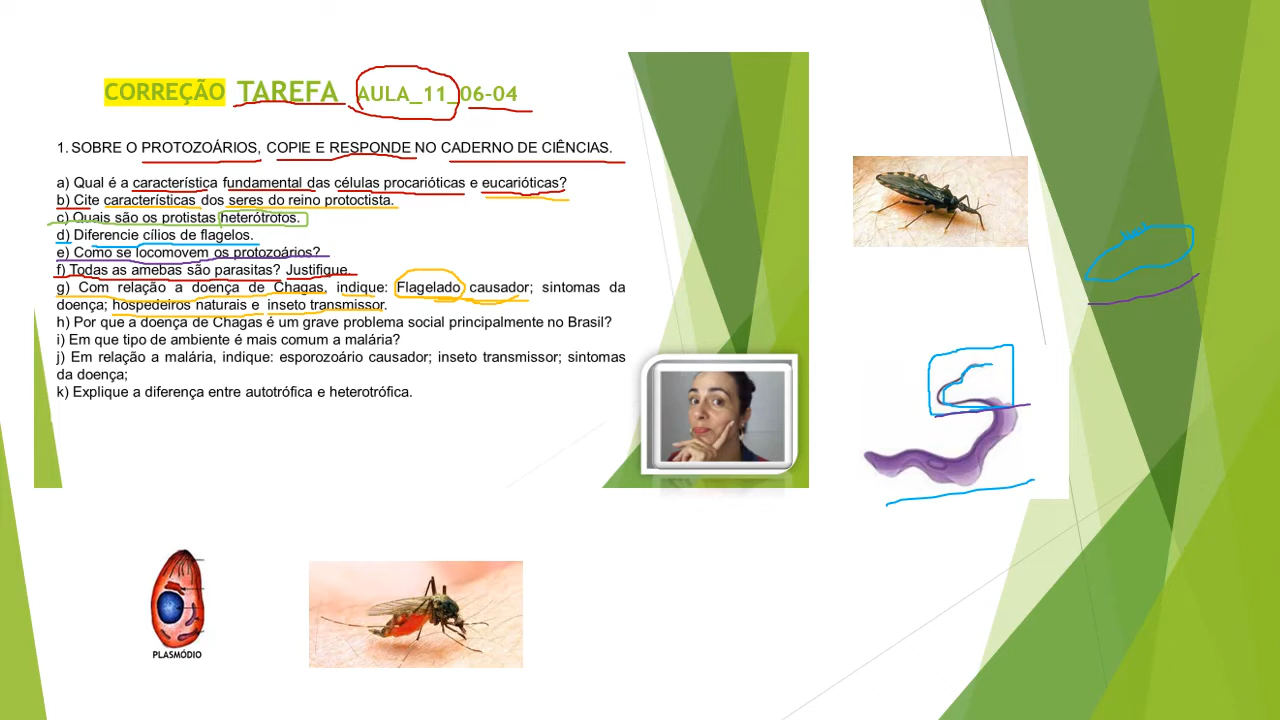 CORREÇÃO TAREFA AULA_11_06-04
1. SOBRE O PROTOZOÁRIOS, COPIE E RESPONDE NO CADERNO DE CIÊNCIAS.
a) Qual é a característica fundamental das células procarióticas e eucarióticas?
b) Cite características dos seres do reino protoctista.
c) Quais são os protistas heterótrofos.
d) Diferencie cílios de flagelos.
e) Como se locomovem os protozoários?
f) Todas as amebas são parasitas? Justifique.
g) Com relação a doença de Chagas, indique: Flagelado causador; sintomas da
doença; hospedeiros naturais e inseto transmissor.
h) Por que a doença de Chagas é um grave problema social principalmente no Brasil?
i) Em que tipo de ambiente é mais comum a malária?
j) Em relação a malária, indique: esporozoário causador; inseto transmissor; sintomas
da doença;
k) Explique a diferença entre autotrófica e heterotrófica.
PLASMÓDIO